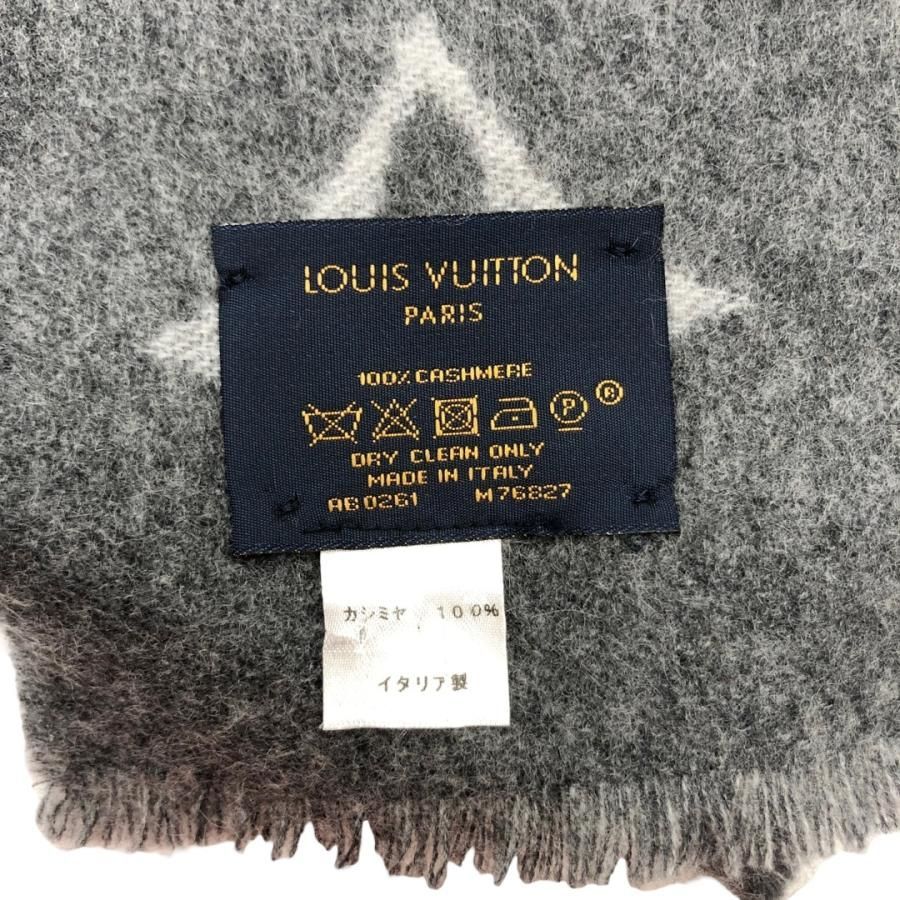 LOUIS VUITTON
PARIS
100% CASHMERE
P ®
DRY CLEAN ONLY
MADE IN ITALY
AB0261 M76827
カシミヤ 100%
イタリア製